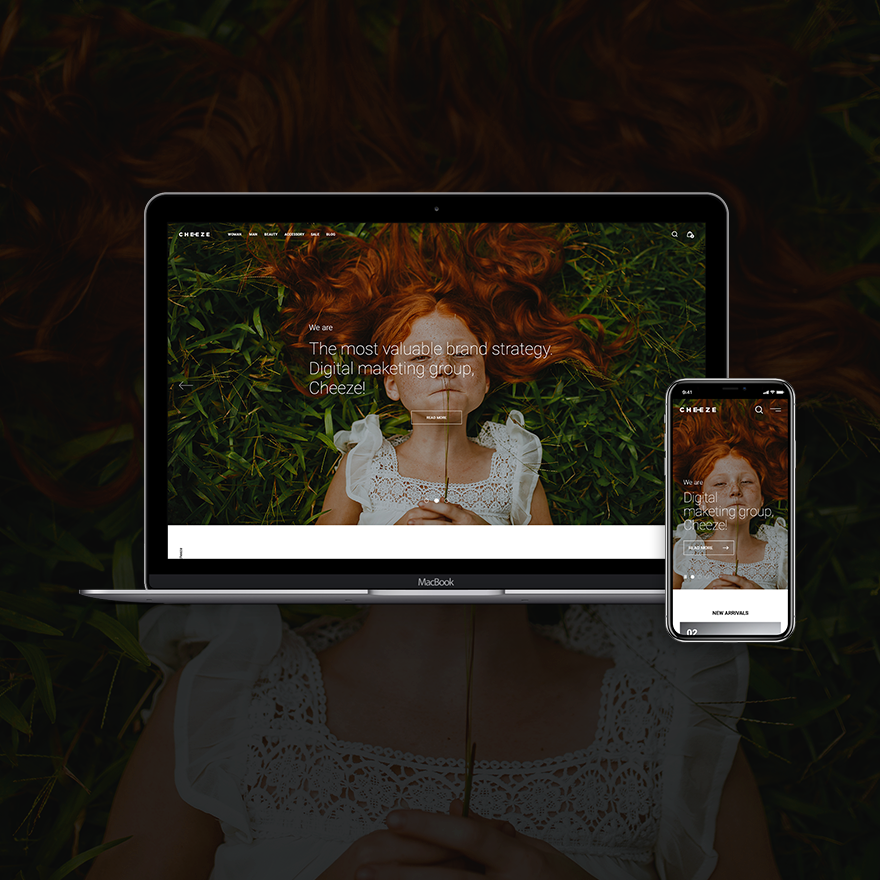 CHEEZE WOMAN MAN BEAUTY ACCESSORY SALE BLOG
We are
The most valuable brand strategy.
Digital maketing group,
Cheeze!
READ MORE
MacBook
9:41
CHEEZE
We are
Digital
maketing group,
Cheeze!
READ MORE
NEW ARRIVALS
02